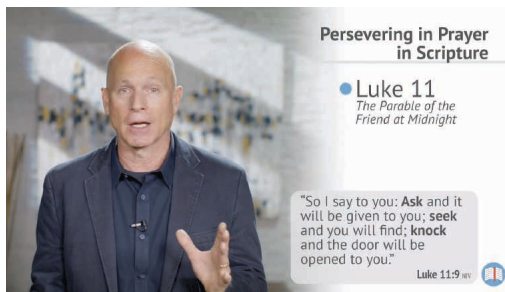 Persevering in Prayer
in Scripture
Luke 11
The Parable of the
Friend at Midnight
“So I say to you: Ask and it
will be given to you; seek
and you will find; knock
and the door will be
opened to you.”
Luke 11:9 NIV